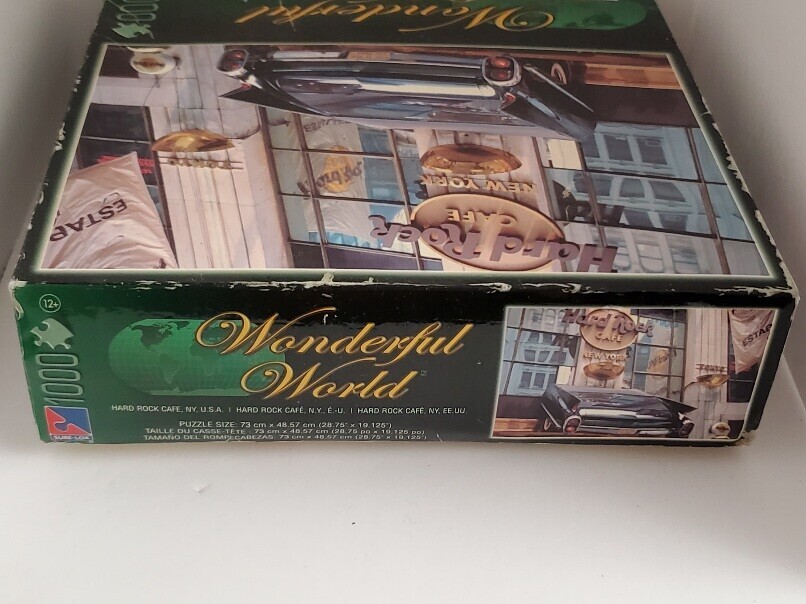 Wonderful
Hard Rock
CAFE
NEW YORK
ESTAB
12+
1000
SURE-LOX
Wonderful
World
HARD ROCK CAFE, NY, U.S.A. | HARD ROCK CAFÉ, N.Y., É.-U. | HARD ROCK CAFÉ, NY, EE.UU.
PUZZLE SIZE: 73 cm x 48.57 cm (28.75" x 19.125")
TAILLE DU CASSE-TÊTE: 73 cm x 48.57 cm (28.75 po x 19.125 po)
TAMAÑO DEL ROMPECABEZAS: 73 cm x 48.57 cm (28.75" x 19.125")
Hard Rock
CAFE
NEW YORK
ESTAB